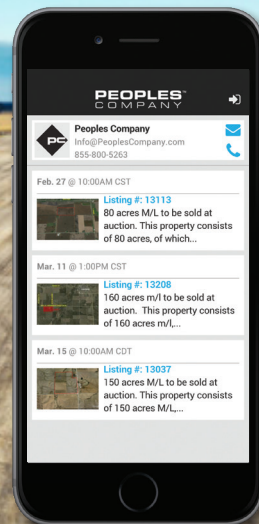 PEOPLES™
COMPANY
PC
Peoples Company
Info@PeoplesCompany.com
855-800-5263
Feb. 27 @ 10:00AM CST
Listing #: 13113
80 acres M/L to be sold at
auction. This property consists
of 80 acres, of which...
Mar. 11 @ 1:00PM CST
Listing #: 13208
160 acres m/l to be sold at
auction.  This property consists
of 160 acres m/l,...
Mar. 15 @ 10:00AM CDT
Listing #: 13037
150 acres M/L to be sold at
auction. This property consists
of 150 acres M/L,...